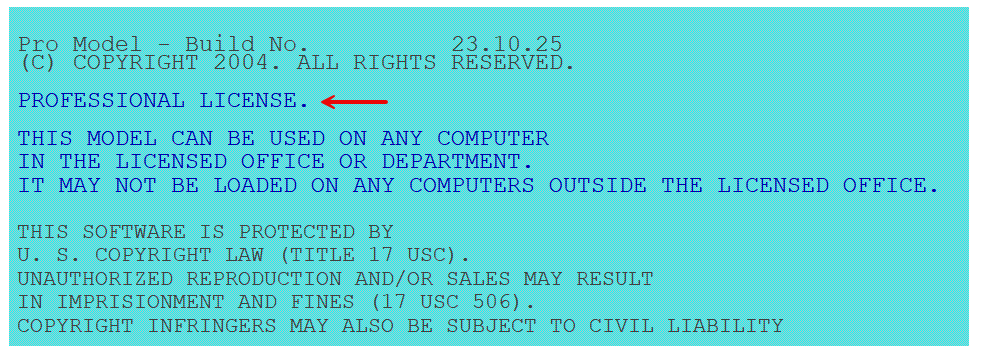 Pro Model - Build No. 23.10.25
(C) COPYRIGHT 2004. ALL RIGHTS RESERVED.
PROFESSIONAL LICENSE.
THIS MODEL CAN BE USED ON ANY COMPUTER
IN THE LICENSED OFFICE OR DEPARTMENT.
IT MAY NOT BE LOADED ON ANY COMPUTERS OUTSIDE THE LICENSED OFFICE.
THIS SOFTWARE IS PROTECTED BY
U. S. COPYRIGHT LAW (TITLE 17 USC).
UNAUTHORIZED REPRODUCTION AND/OR SALES MAY RESULT
IN IMPRISIONMENT AND FINES (17 USC 506).
COPYRIGHT INFRINGERS MAY ALSO BE SUBJECT TO CIVIL LIABILITY